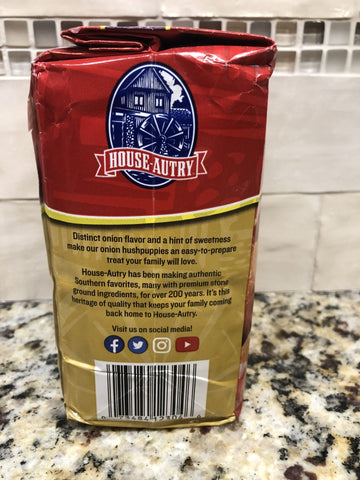 HOUSE-AUTRY
Distinct onion flavor and a hint of sweetness
make our onion hushpuppies an easy-to-prepare
treat your family will love.
House-Autry has been making authentic
Southern favorites, many with premium stone
ground ingredients, for over 200 years. It's this
heritage of quality that keeps your family coming
back home to House-Autry.
Visit us on social media!